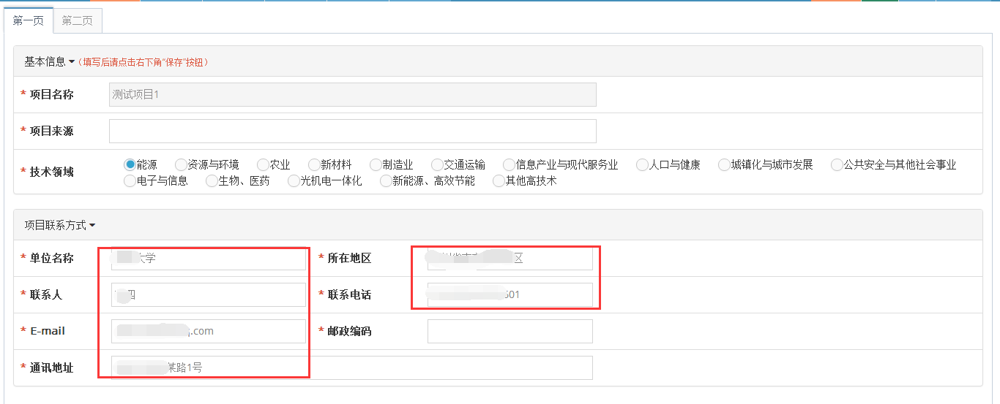 第一页 第二页
基本信息 (填写后请点击右下角“保存”按钮)
* 项目名称 测试项目1
* 项目来源
* 技术领域 能源 资源与环境 农业 新材料 制造业 交通运输 信息产业与现代服务业 人口与健康 城镇化与城市发展 公共安全与其他社会事业
电子与信息 生物、医药 光机电一体化 新能源、高效节能 其他高技术
项目联系方式
* 单位名称 大学 * 所在地区 区
* 联系人 四 * 联系电话 601
* E-mail .com * 邮政编码
* 通讯地址 某路1号